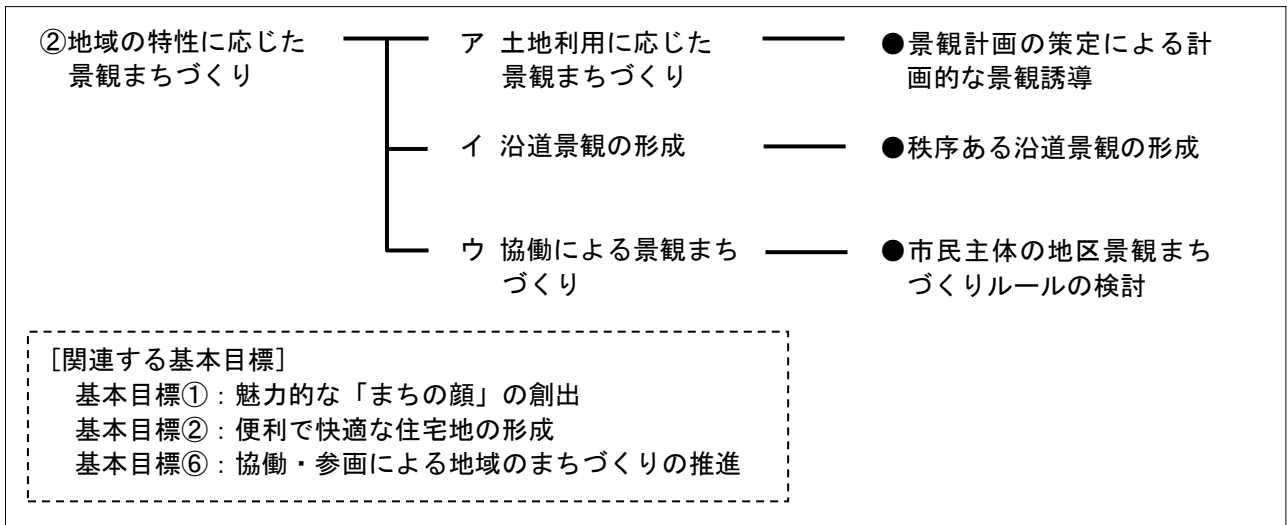 ②地域の特性に応じた
景観まちづくり
ア 土地利用に応じた
景観まちづくり
●景観計画の策定による計
画的な景観誘導
イ 沿道景観の形成
●秩序ある沿道景観の形成
ウ 協働による景観まち
づくり
●市民主体の地区景観まち
づくりルールの検討
[関連する基本目標]
基本目標①：魅力的な「まちの顔」の創出
基本目標②：便利で快適な住宅地の形成
基本目標⑥：協働・参画による地域のまちづくりの推進